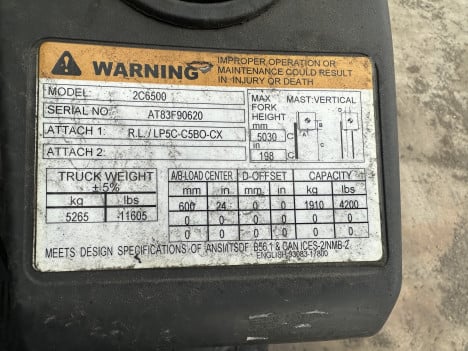 WARNING
IMPROPER OPERATION OR
MAINTENANCE COULD RESULT
IN INJURY OR DEATH
MODEL: 2C6500
SERIAL NO: AT83F90620
ATTACH 1: R.L./LP5C-C5BO-CX
ATTACH 2:
MAX FORK HEIGHT MAST:VERTICAL
mm
5030 C
in
198 C
A
B
TRUCK WEIGHT
± 5%
kg lbs
5265 11605
A/B-LOAD CENTER D-OFFSET CAPACITY
mm in mm in kg lbs
600 24 0 0 1910 4200
0 0 0 0 0 0
0 0 0 0 0 0
MEETS DESIGN SPECIFICATIONS OF ANSI/ITSDF B56.1 & CAN ICES-2/NMB-2
ENGLISH 93083-17800